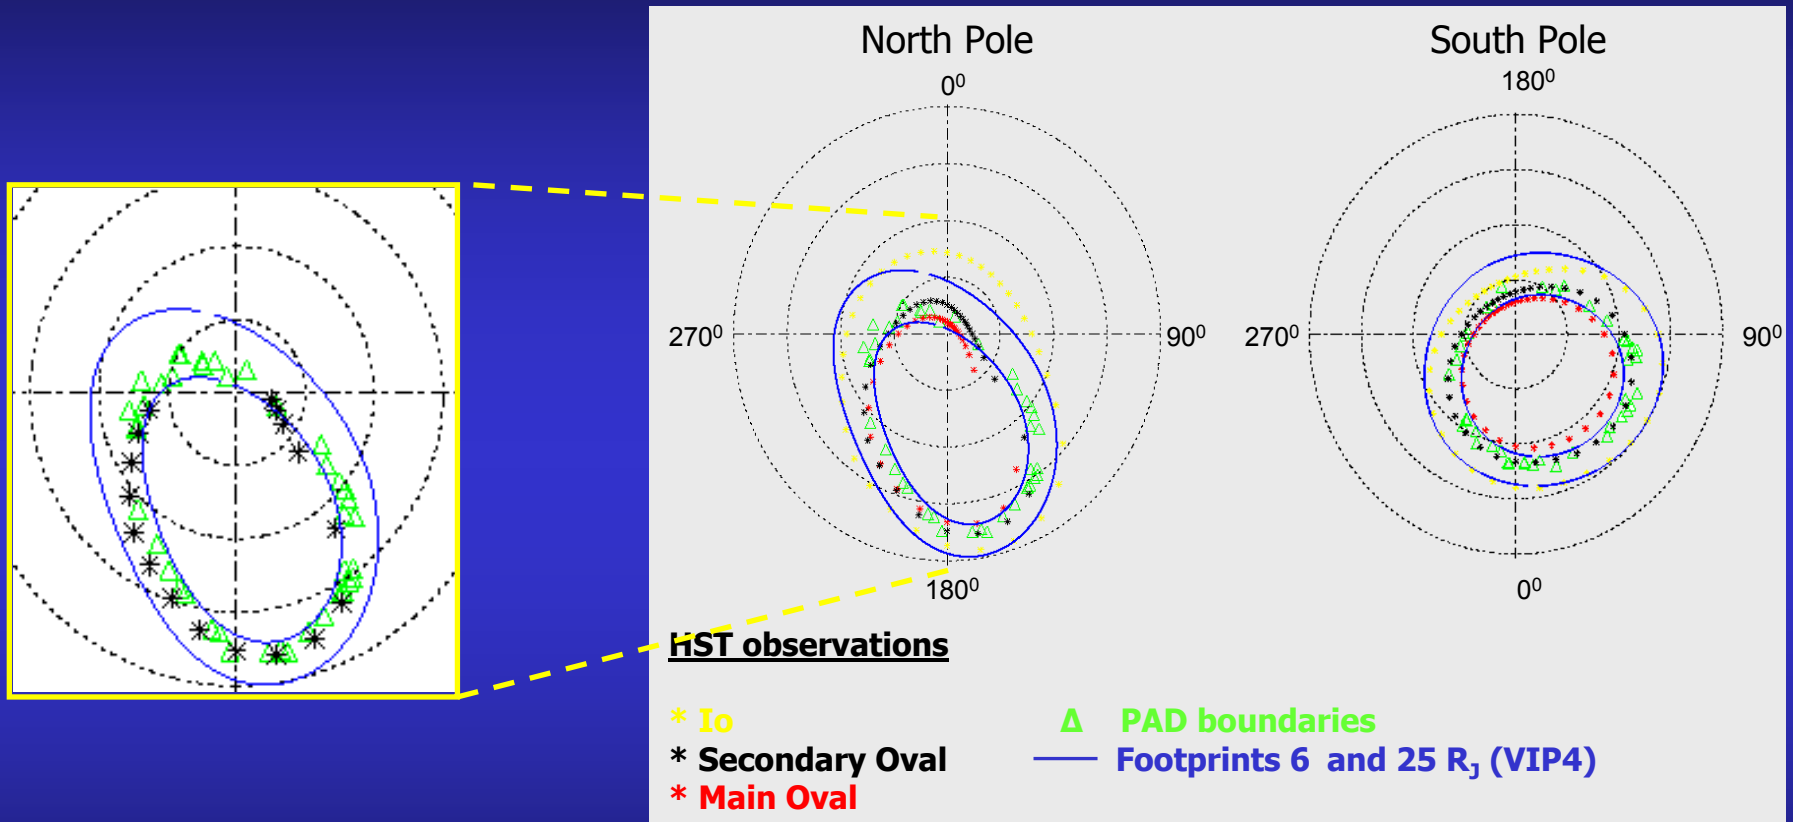 North Pole
South Pole
0⁰
180⁰
270⁰
90⁰
270⁰
90⁰
180⁰
0⁰
HST observations
* Io
Δ PAD boundaries
* Secondary Oval
Footprints 6 and 25 RJ (VIP4)
* Main Oval